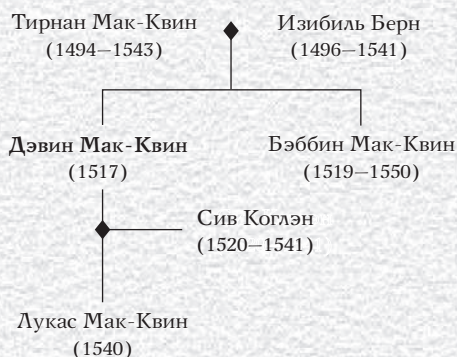 Тирнан Мак-Квин
(1494–1543)
Изибиль Берн
(1496–1541)
Дэвин Мак-Квин
(1517)
Бэббин Мак-Квин
(1519–1550)
Сив Коглэн
(1520–1541)
Лукас Мак-Квин
(1540)